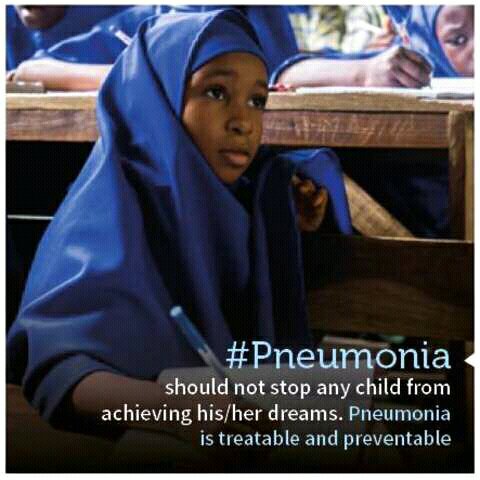 #Pneumonia
should not stop any child from
achieving his/her dreams. Pneumonia
is treatable and preventable